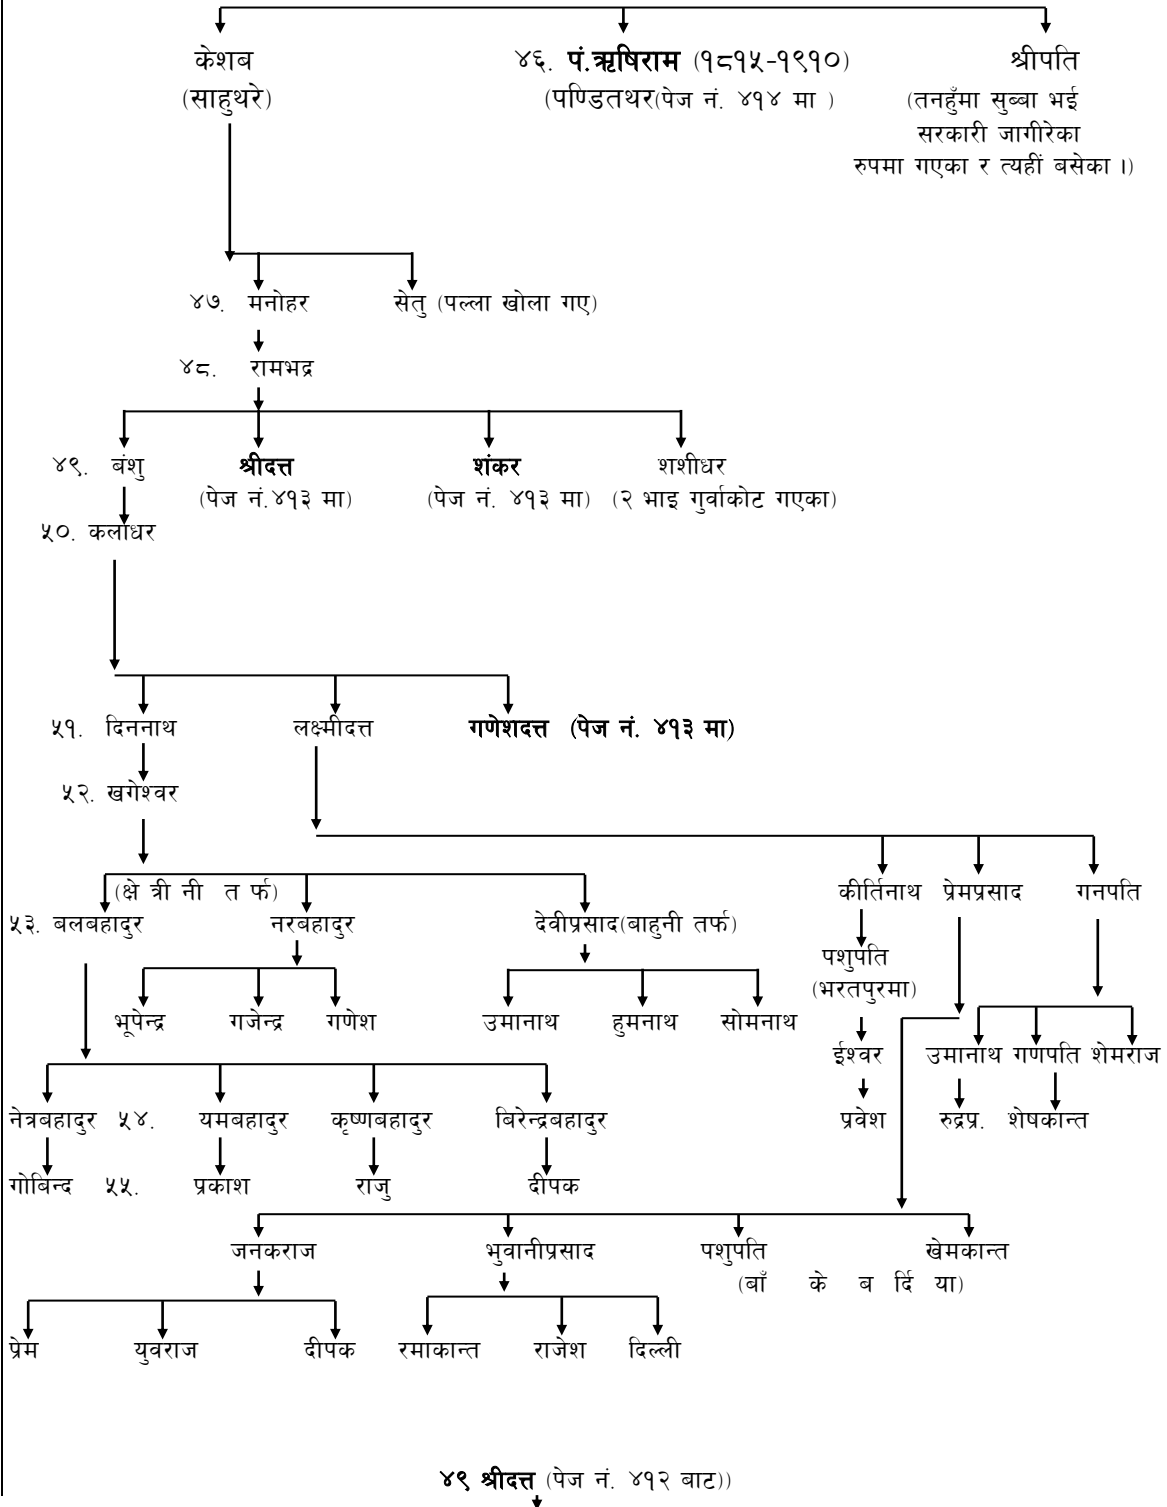 केशब ४६. पं.ऋषिराम (१८१५-१९१०) श्रीपति
(साहुथरे) (पण्डितथर(पेज नं. ४१४ मा ) (तनहुँमा सुब्बा भई
सरकारी जागीरेका
रुपमा गएका र त्यहीं बसेका ।)
४७. मनोहर सेतु (पल्ला खोला गए)
४८. रामभद्र
४९. बंशु श्रीदत्त शंकर शशीधर
(पेज नं.४१३ मा) (पेज नं. ४१३ मा) (२ भाइ गुर्वाकोट गएका)
५०. कलाधर
५१. दिननाथ लक्ष्मीदत्त गणेशदत्त (पेज नं. ४१३ मा)
५२. खगेश्वर
(क्षे त्री नी त र्फ) कीर्तिनाथ प्रेमप्रसाद गनपति
५३. बलबहादुर नरबहादुर देवीप्रसाद(बाहुनी तर्फ)
पशुपति
(भरतपुरमा)
भूपेन्द्र गजेन्द्र गणेश उमानाथ हुमनाथ सोमनाथ
ईश्वर उमानाथ गणपति शेमराज
नेत्रबहादुर ५४. यमबहादुर कृष्णबहादुर बिरेन्द्रबहादुर प्रवेश रुद्रप्र. शेषकान्त
गोबिन्द ५५. प्रकाश राजु दीपक
जनकराज भुवानीप्रसाद पशुपति खेमकान्त
(बाँ के ब र्दि या)
प्रेम युवराज दीपक रमाकान्त राजेश दिल्ली
४९ श्रीदत्त (पेज नं. ४१२ बाट))